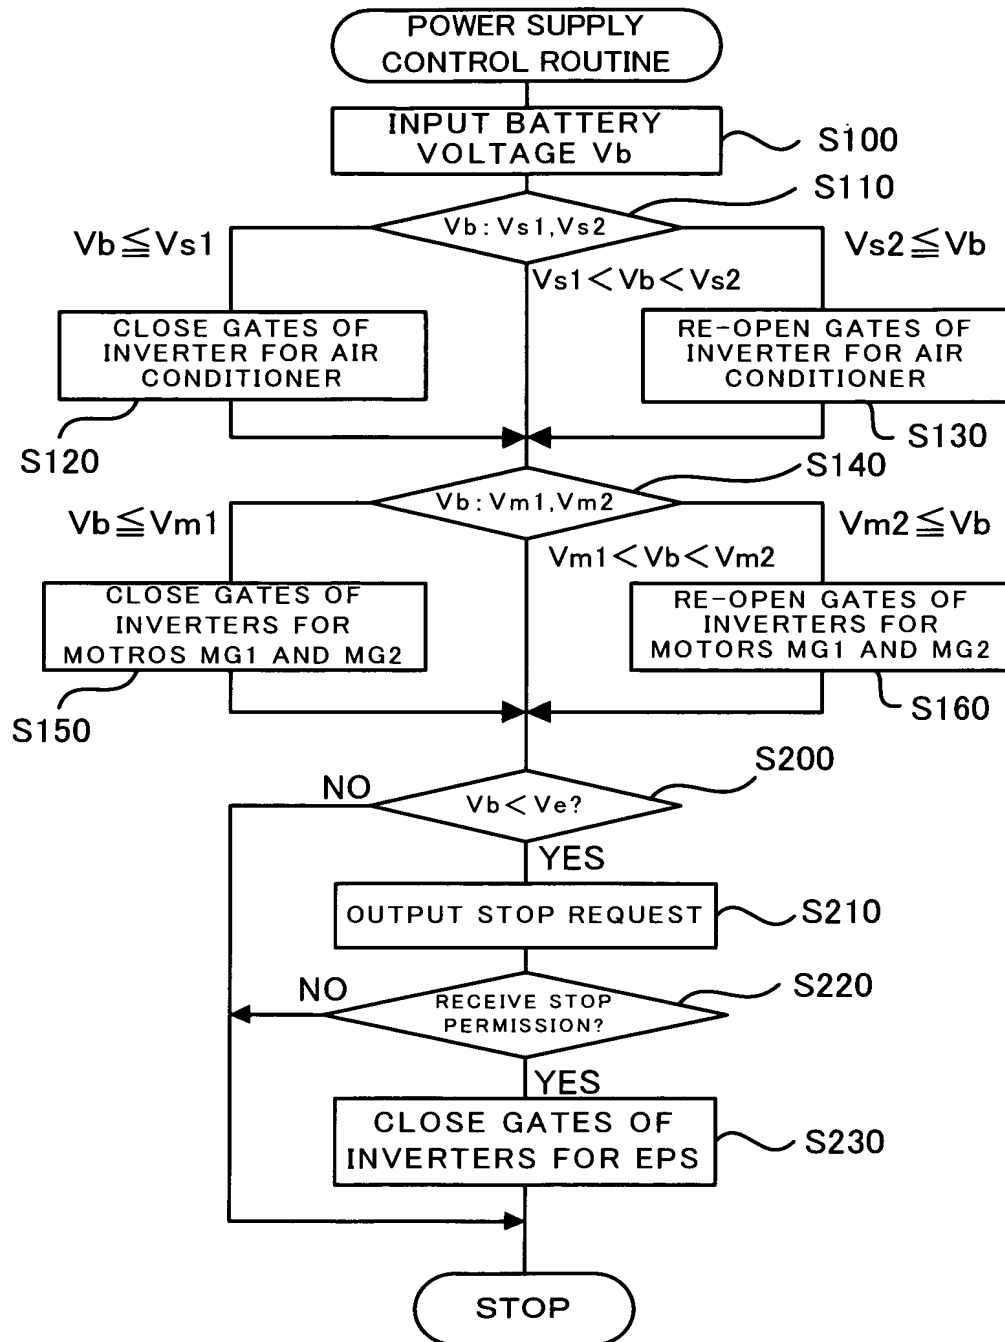 POWER SUPPLY
CONTROL ROUTINE
INPUT BATTERY
VOLTAGE Vb
S100
S110
Vb:Vs1,Vs2
Vb≦Vs1
Vs2≦Vb
Vs1<Vb<Vs2
CLOSE GATES OF
INVERTER FOR AIR
CONDITIONER
RE-OPEN GATES OF
INVERTER FOR AIR
CONDITIONER
S120
S130
S140
Vb:Vm1,Vm2
Vb≦Vm1
Vm2≦Vb
Vm1<Vb<Vm2
CLOSE GATES OF
INVERTERS FOR
MOTROS MG1 AND MG2
RE-OPEN GATES OF
INVERTERS FOR
MOTORS MG1 AND MG2
S150
S160
S200
NO
Vb<Ve?
YES
OUTPUT STOP REQUEST
S210
S220
NO
RECEIVE STOP
PERMISSION?
YES
CLOSE GATES OF
INVERTERS FOR EPS
S230
STOP